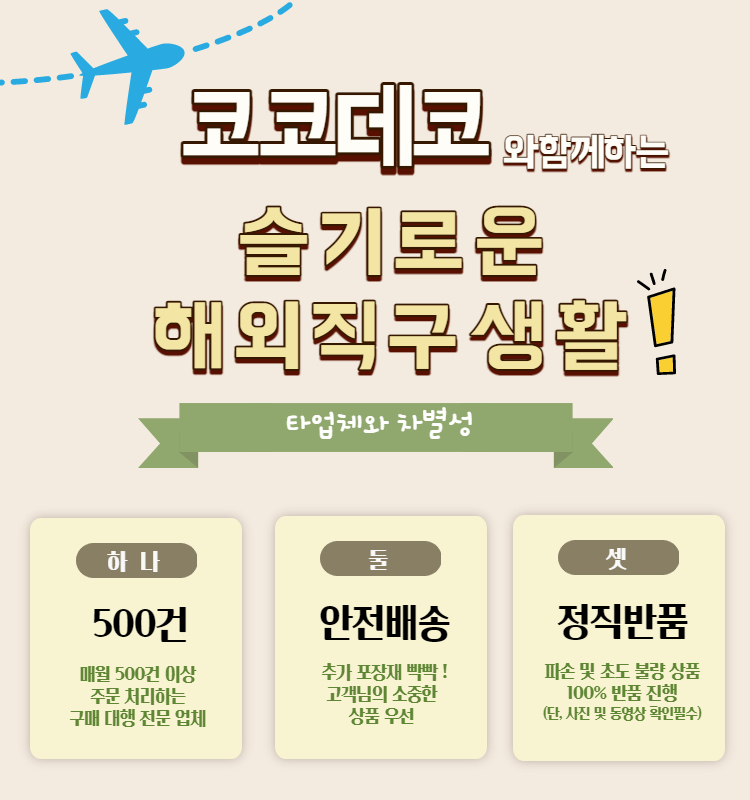 코코데코 와함께하는
슬기로운
해외직구생활!
타업체와 차별성
하 나
500건
매월 500건 이상
주문 처리하는
구매 대행 전문 업체
둘
안전배송
추가 포장재 빡빡 !
고객님의 소중한
상품 우선
셋
정직반품
파손 및 초도 불량 상품
100% 반품 진행
(단, 사진 및 동영상 확인필수)